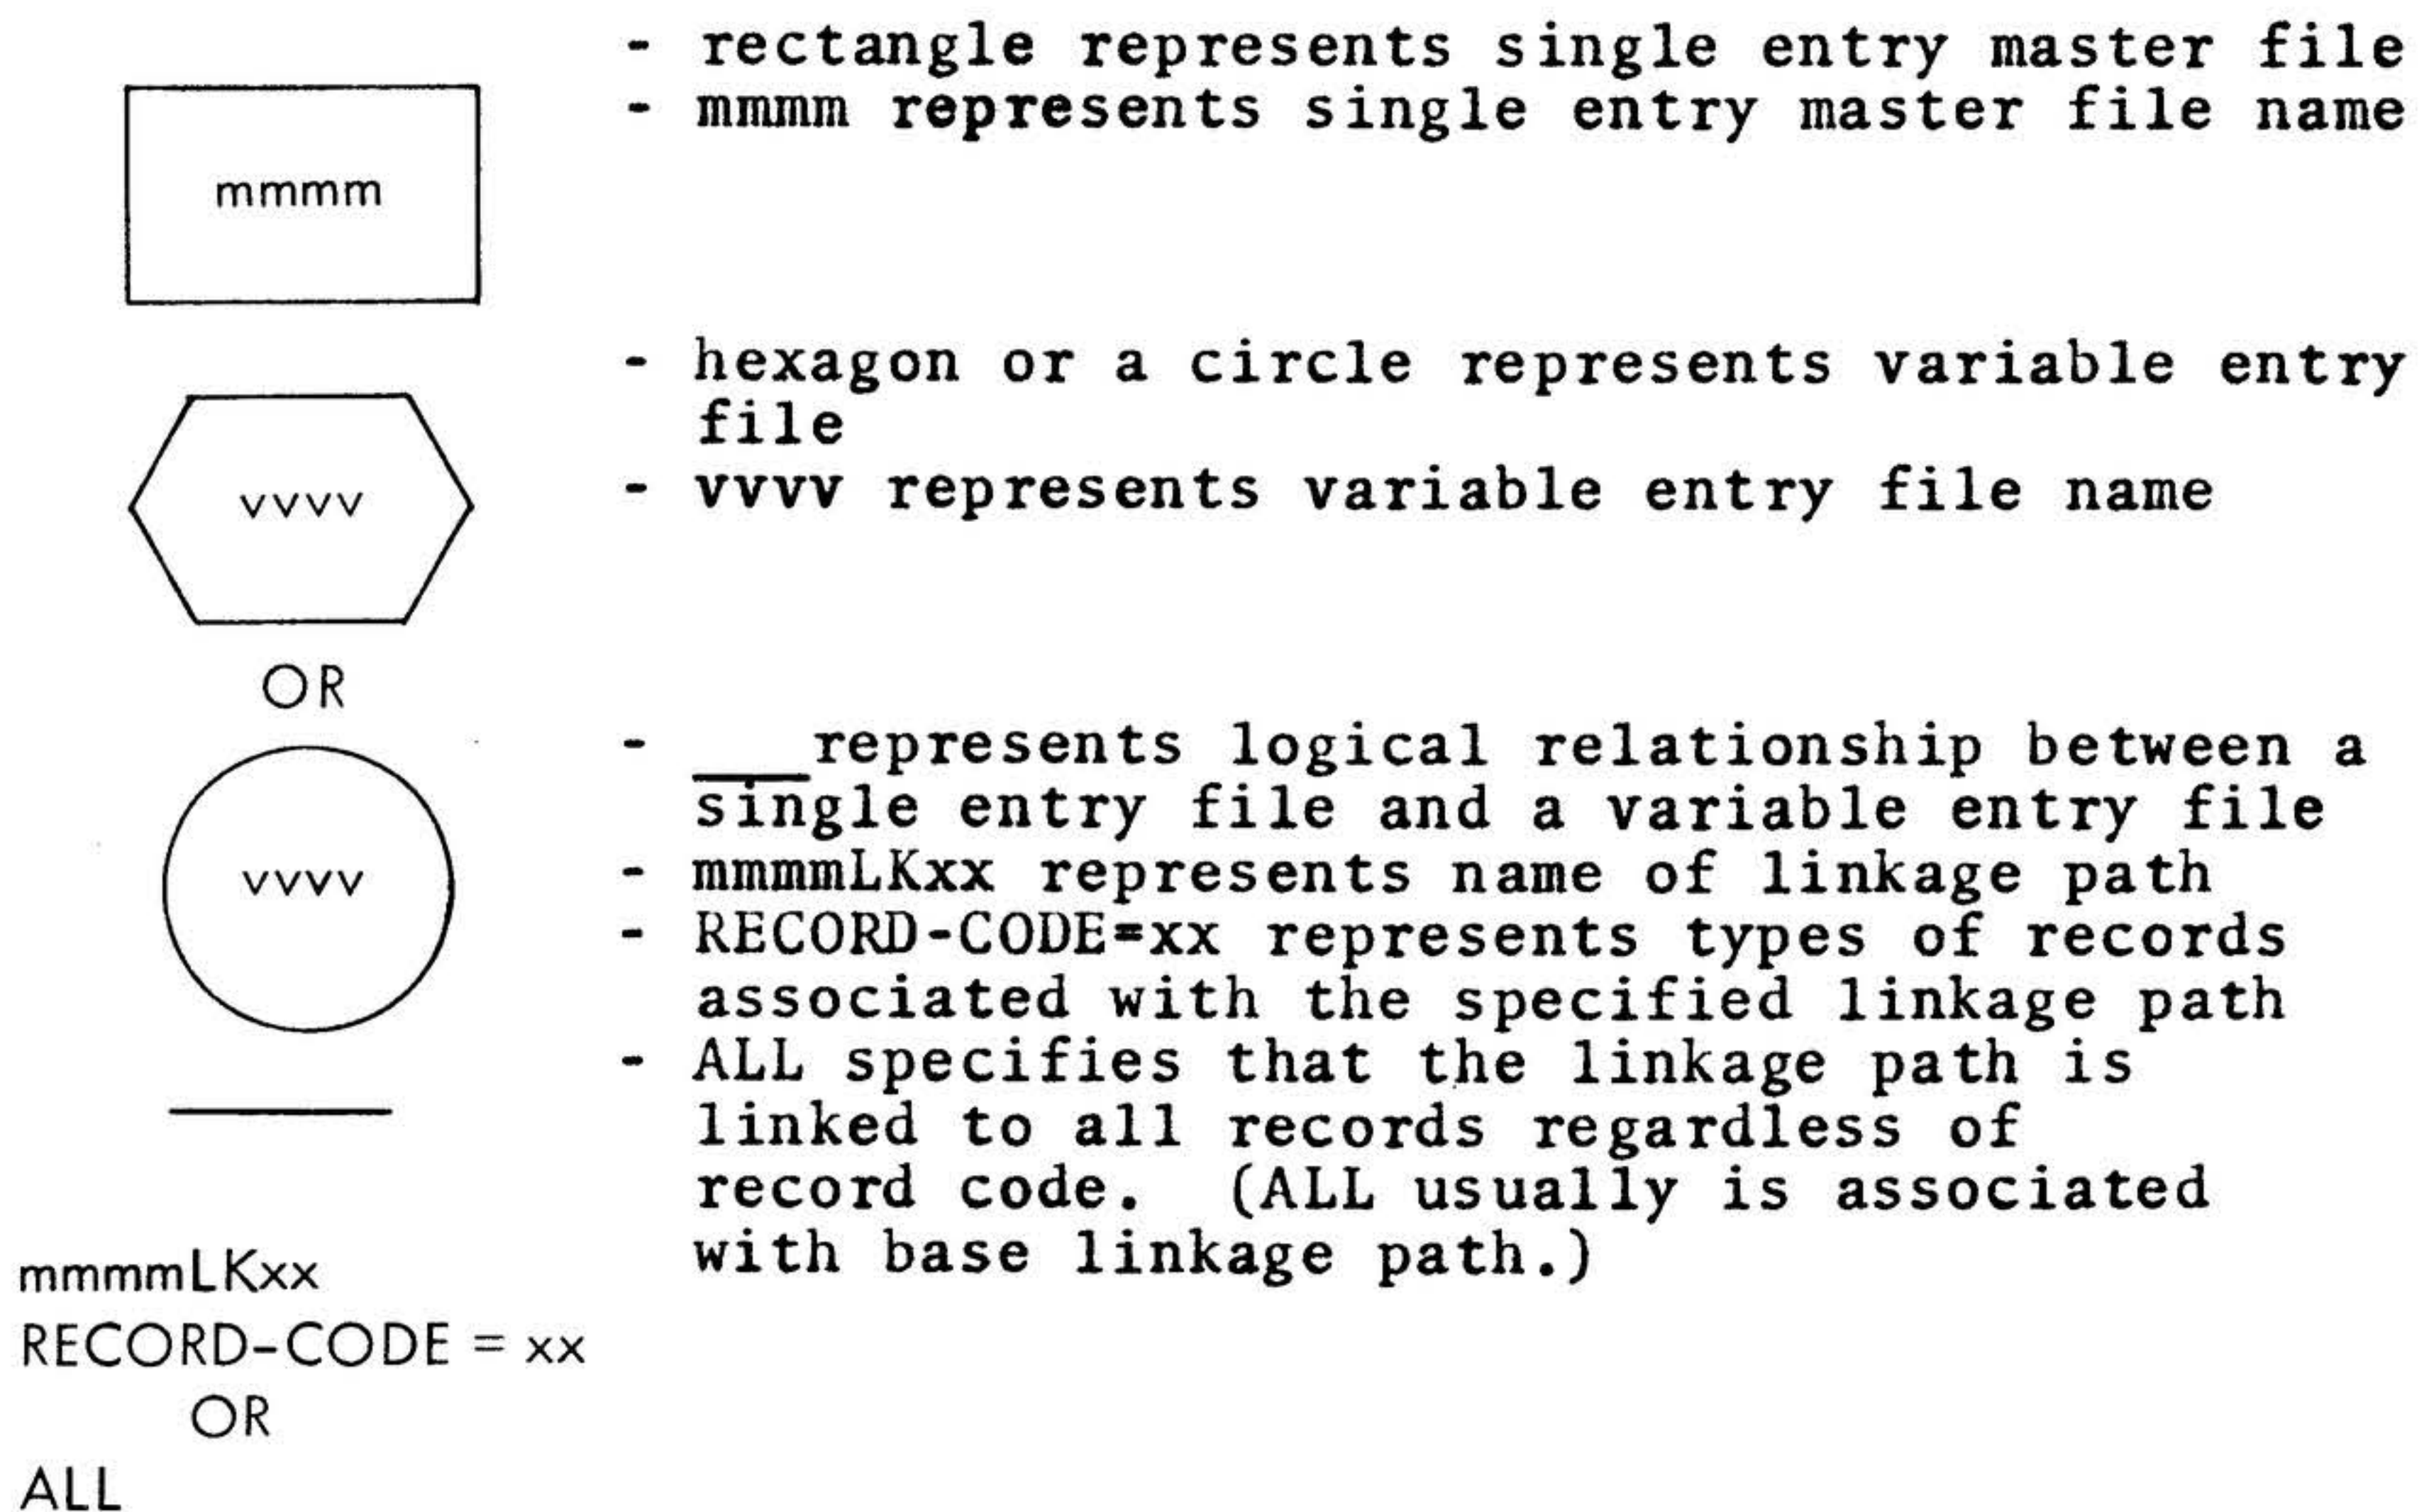 - rectangle represents single entry master file
- mmmm represents single entry master file name
mmmm
- hexagon or a circle represents variable entry
file
- vvvv represents variable entry file name
vvvv
OR
vvvv
- ___represents logical relationship between a
single entry file and a variable entry file
- mmmmLKxx represents name of linkage path
- RECORD-CODE=xx represents types of records
associated with the specified linkage path
- ALL specifies that the linkage path is
linked to all records regardless of
record code.  (ALL usually is associated
with base linkage path.)
mmmmLKxx
RECORD-CODE = xx
OR
ALL